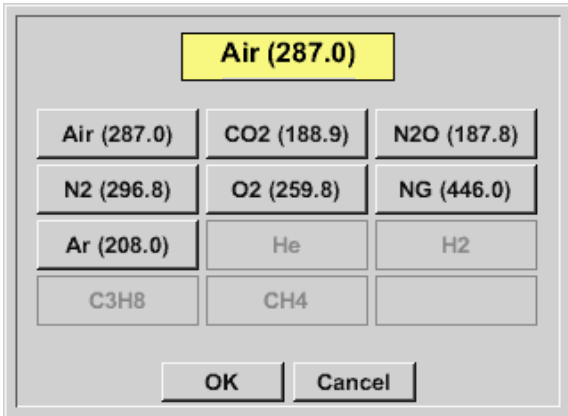 Air (287.0)
Air (287.0) CO2 (188.9) N2O (187.8)
N2 (296.8) O2 (259.8) NG (446.0)
Ar (208.0) He H2
C3H8 CH4
OK Cancel